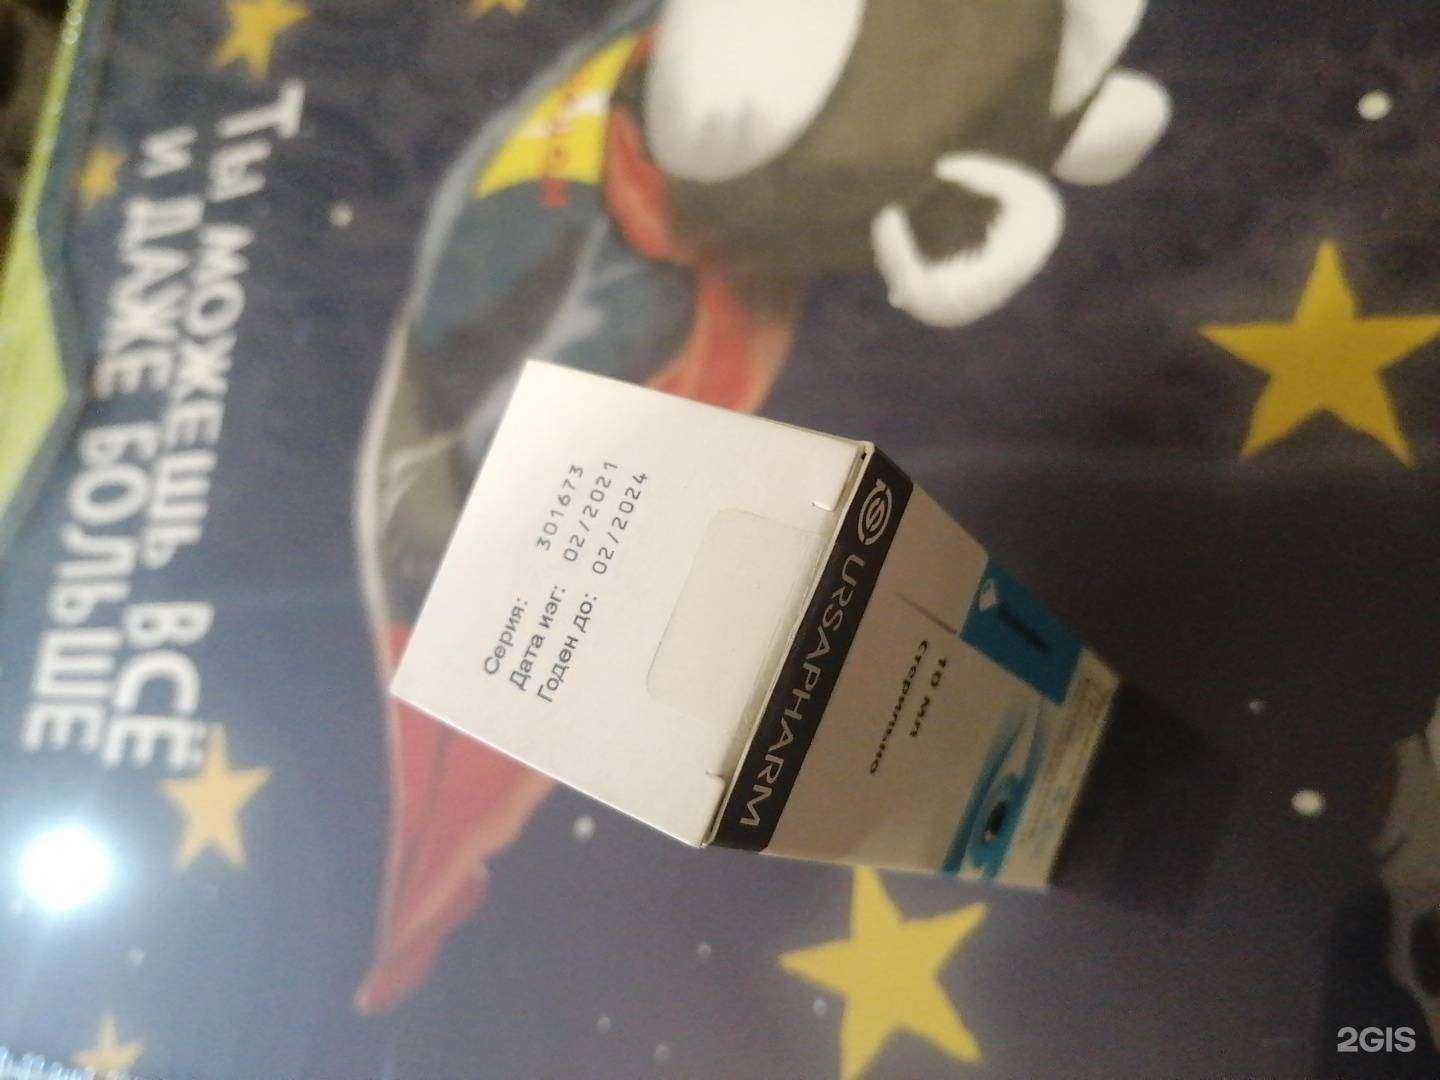 ТЫ МОЖЕШЬ ВСЁ
И ДАЖЕ БОЛЬШЕ
Серия: 301673
Дата изг: 02/2021
Годен до: 02/2024
URSAPHARM
10 мл
Стерильно
2GIS